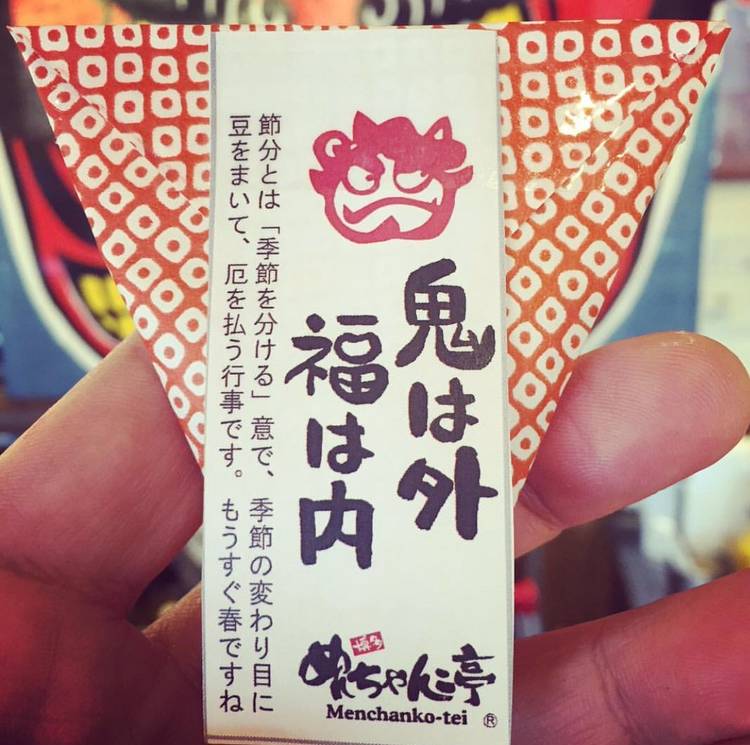 鬼は外
福は内
節分とは「季節を分ける」意で、季節の変わり目に
豆をまいて、厄を払う行事です。もうすぐ春ですね
博多
めんちゃんこ亭
Menchanko-tei ®